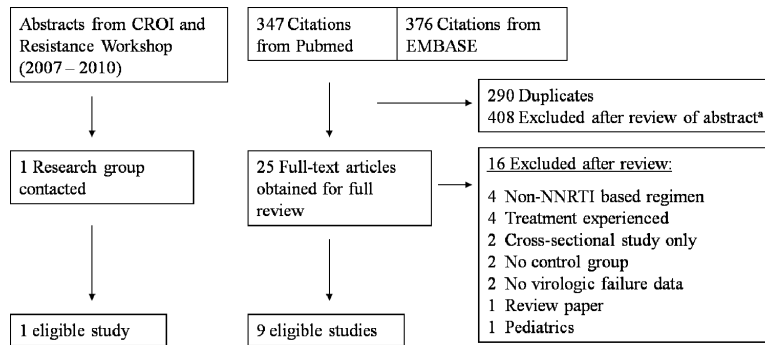 Abstracts from CROI and
Resistance Workshop
(2007 – 2010)
347 Citations
from Pubmed
376 Citations from
EMBASE
290 Duplicates
408 Excluded after review of abstractᵃ
1 Research group
contacted
25 Full-text articles
obtained for full
review
16 Excluded after review:
4 Non-NNRTI based regimen
4 Treatment experienced
2 Cross-sectional study only
2 No control group
2 No virologic failure data
1 Review paper
1 Pediatrics
1 eligible study
9 eligible studies